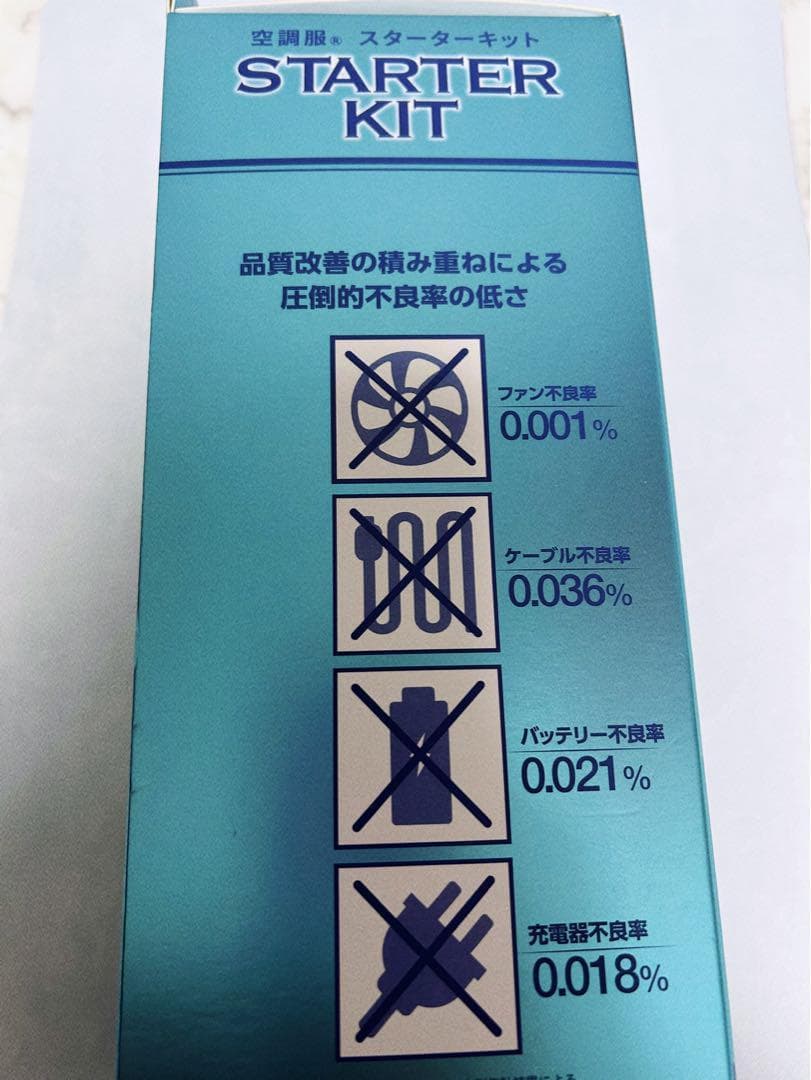 空調服® スターターキット
STARTER
KIT
品質改善の積み重ねによる
圧倒的不良率の低さ
ファン不良率
0.001%
ケーブル不良率
0.036%
バッテリー不良率
0.021%
充電器不良率
0.018%